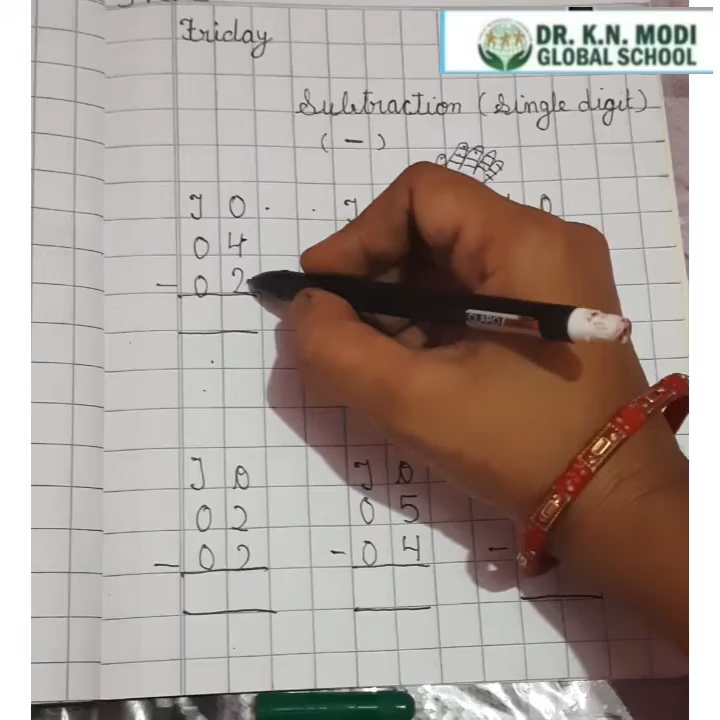 Friday
DR. K.N. MODI
GLOBAL SCHOOL
Subtraction (Single digit)
( - )
T O
0 4
- 0 2
T O
0 2
- 0 2
T O
0 5
- 0 4
-